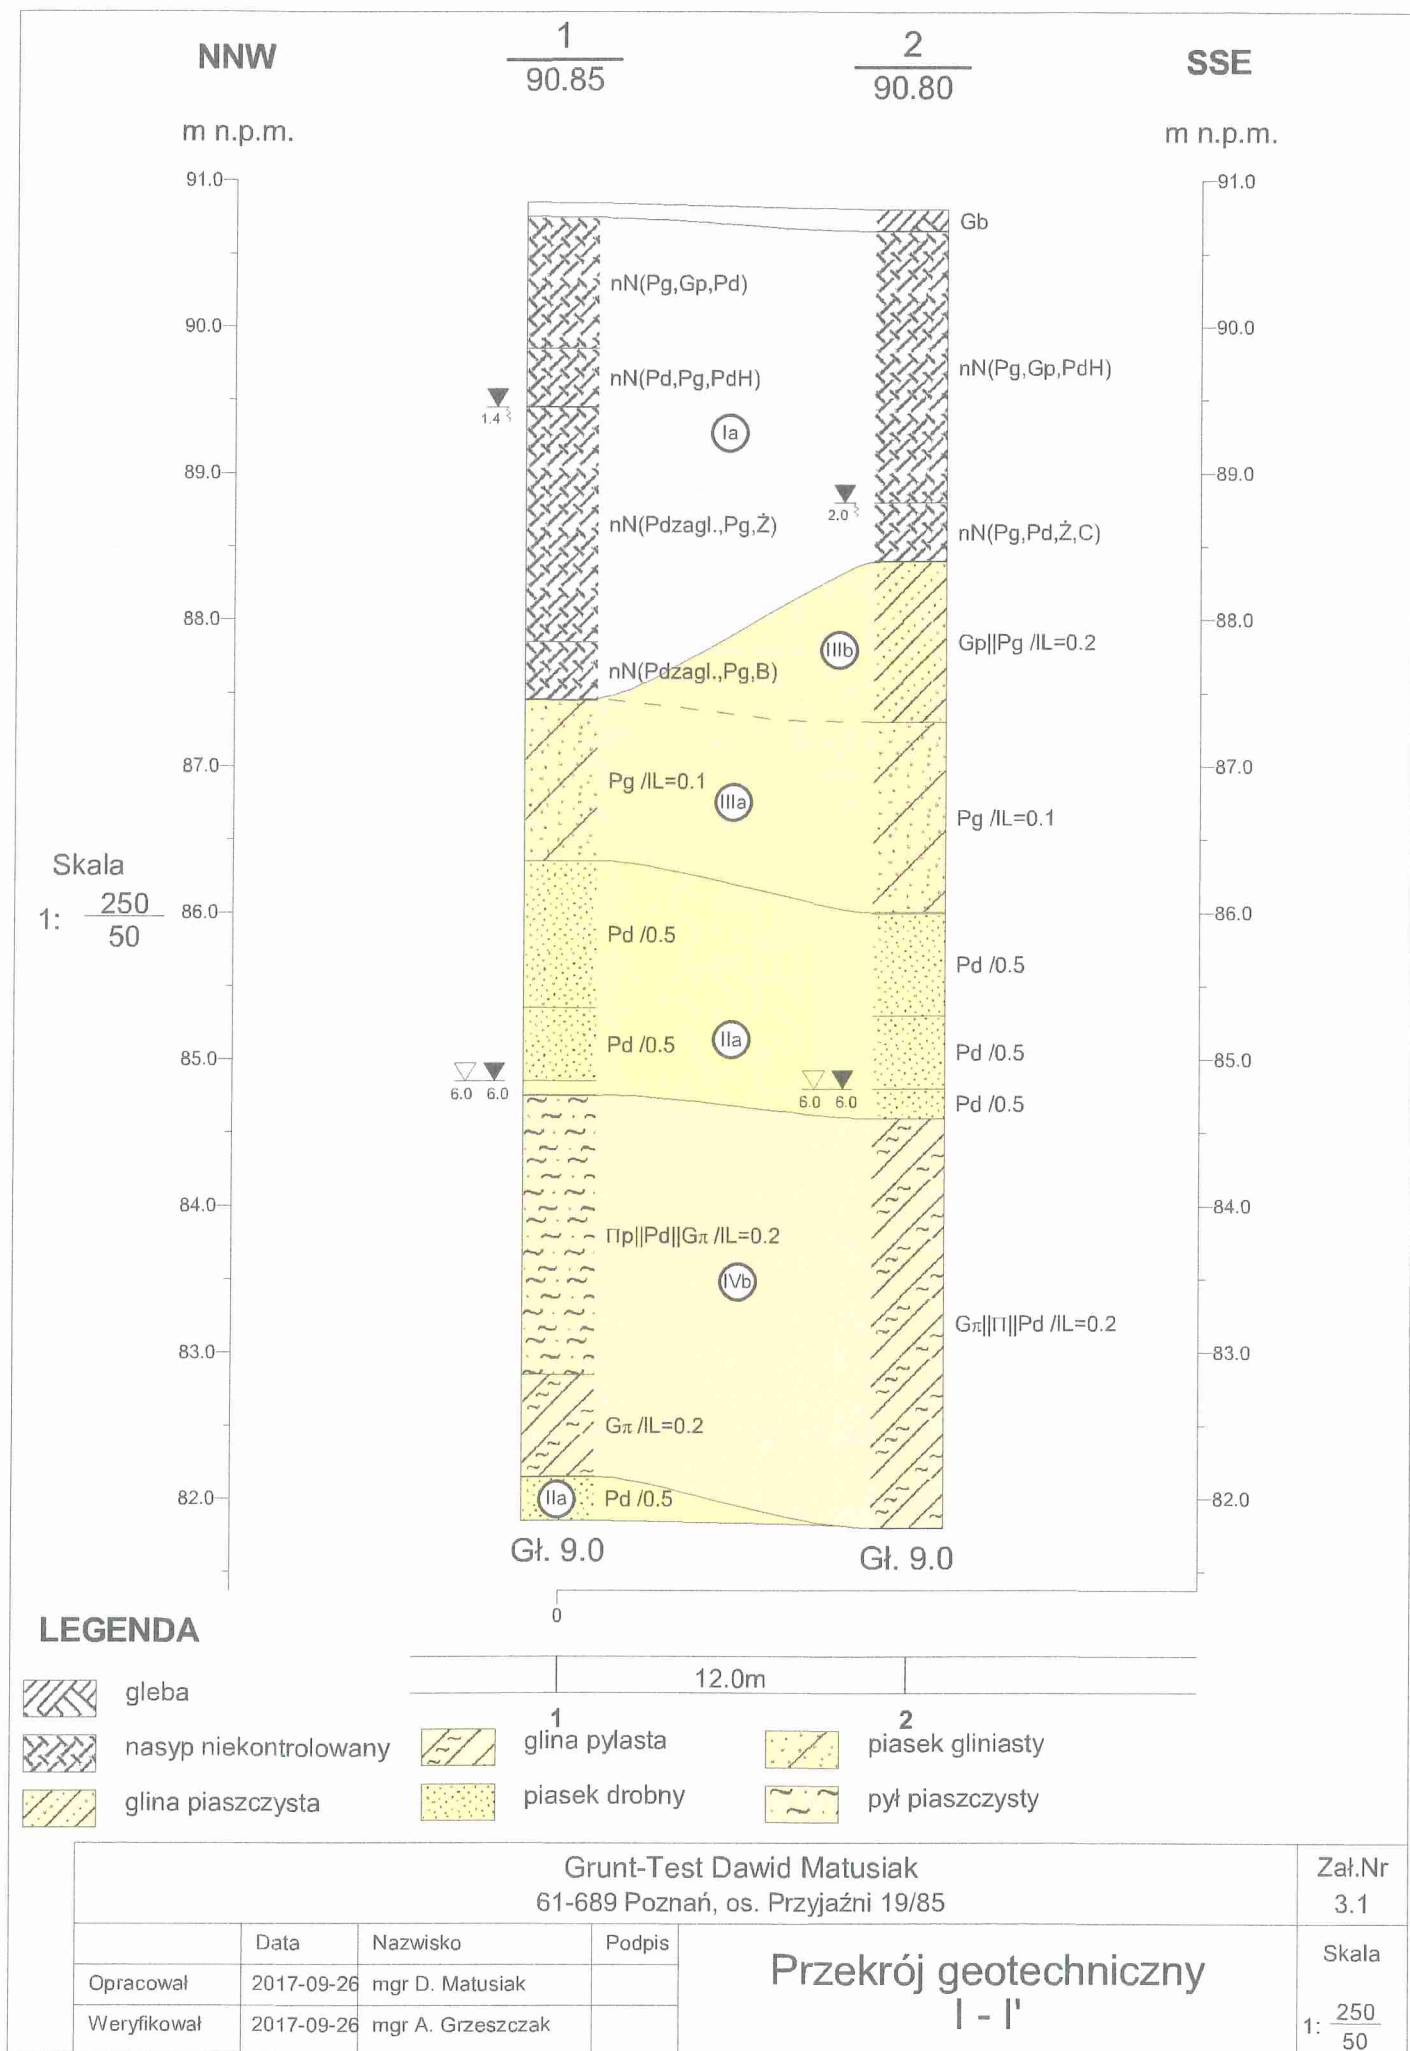 NNW
1
90.85
2
90.80
SSE
m n.p.m.
m n.p.m.
91.0
91.0
Gb
nN(Pg,Gp,Pd)
90.0
90.0
nN(Pd,Pg,PdH)
nN(Pg,Gp,PdH)
1.4
Ia
89.0
89.0
2.0
nN(Pdzagl.,Pg,Ż)
nN(Pg,Pd,Ż,C)
88.0
88.0
IIIb
Gp||Pg /IL=0.2
nN(Pdzagl.,Pg,B)
87.0
87.0
Pg /IL=0.1
IIIa
Pg /IL=0.1
Skala
1: 250
50
86.0
86.0
Pd /0.5
Pd /0.5
IIa
Pd /0.5
Pd /0.5
85.0
85.0
6.0 6.0
6.0 6.0
Pd /0.5
84.0
84.0
Πp||Pd||Gπ /IL=0.2
IVb
Gπ||Π||Pd /IL=0.2
83.0
83.0
Gπ /IL=0.2
82.0
82.0
IIa
Pd /0.5
Gł. 9.0
Gł. 9.0
0
LEGENDA
12.0m
1
2
gleba
nasyp niekontrolowany
glina piaszczysta
glina pylasta
piasek drobny
piasek gliniasty
pył piaszczysty
Grunt-Test Dawid Matusiak
61-689 Poznań, os. Przyjaźni 19/85
Zał.Nr
3.1
Data Nazwisko Podpis
Opracował 2017-09-26 mgr D. Matusiak
Weryfikował 2017-09-26 mgr A. Grzeszczak
Przekrój geotechniczny
I - I'
Skala
1: 250
50